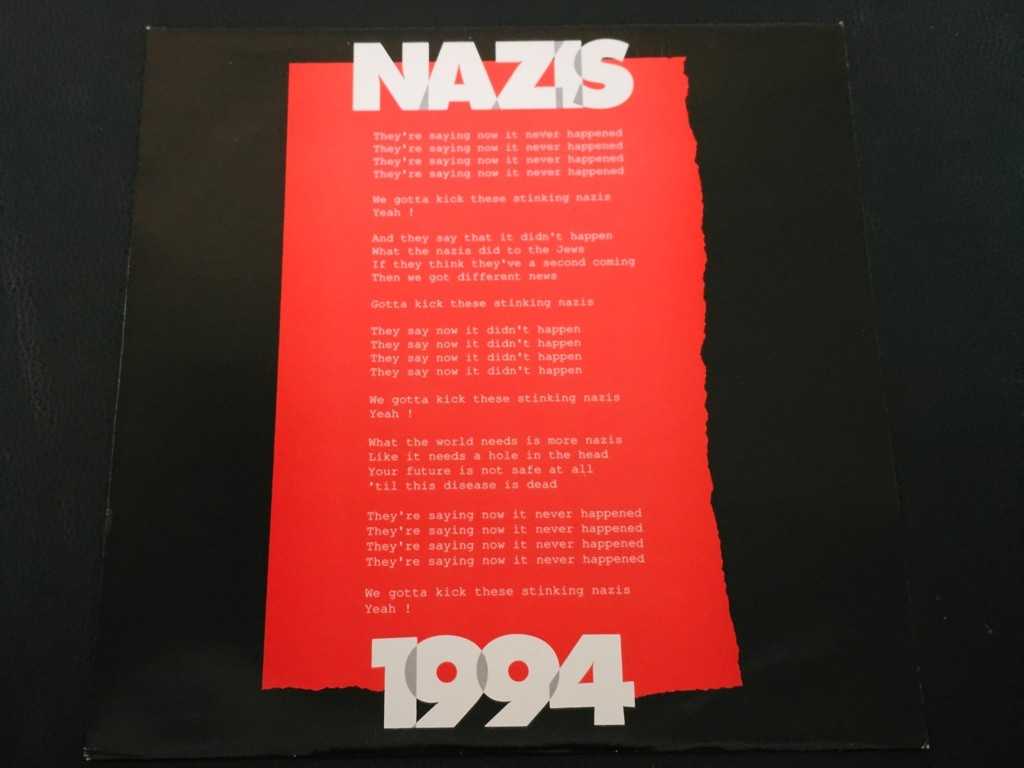 NAZIS
They're saying now it never happened
They're saying now it never happened
They're saying now it never happened
They're saying now it never happened
We gotta kick these stinking nazis
Yeah !
And they say that it didn't happen
What the nazis did to the Jews
If they think they've a second coming
Then we got different news
Gotta kick these stinking nazis
They say now it didn't happen
They say now it didn't happen
They say now it didn't happen
They say now it didn't happen
We gotta kick these stinking nazis
Yeah !
What the world needs is more nazis
Like it needs a hole in the head
Your future is not safe at all
'til this disease is dead
They're saying now it never happened
They're saying now it never happened
They're saying now it never happened
They're saying now it never happened
We gotta kick these stinking nazis
Yeah !
1994